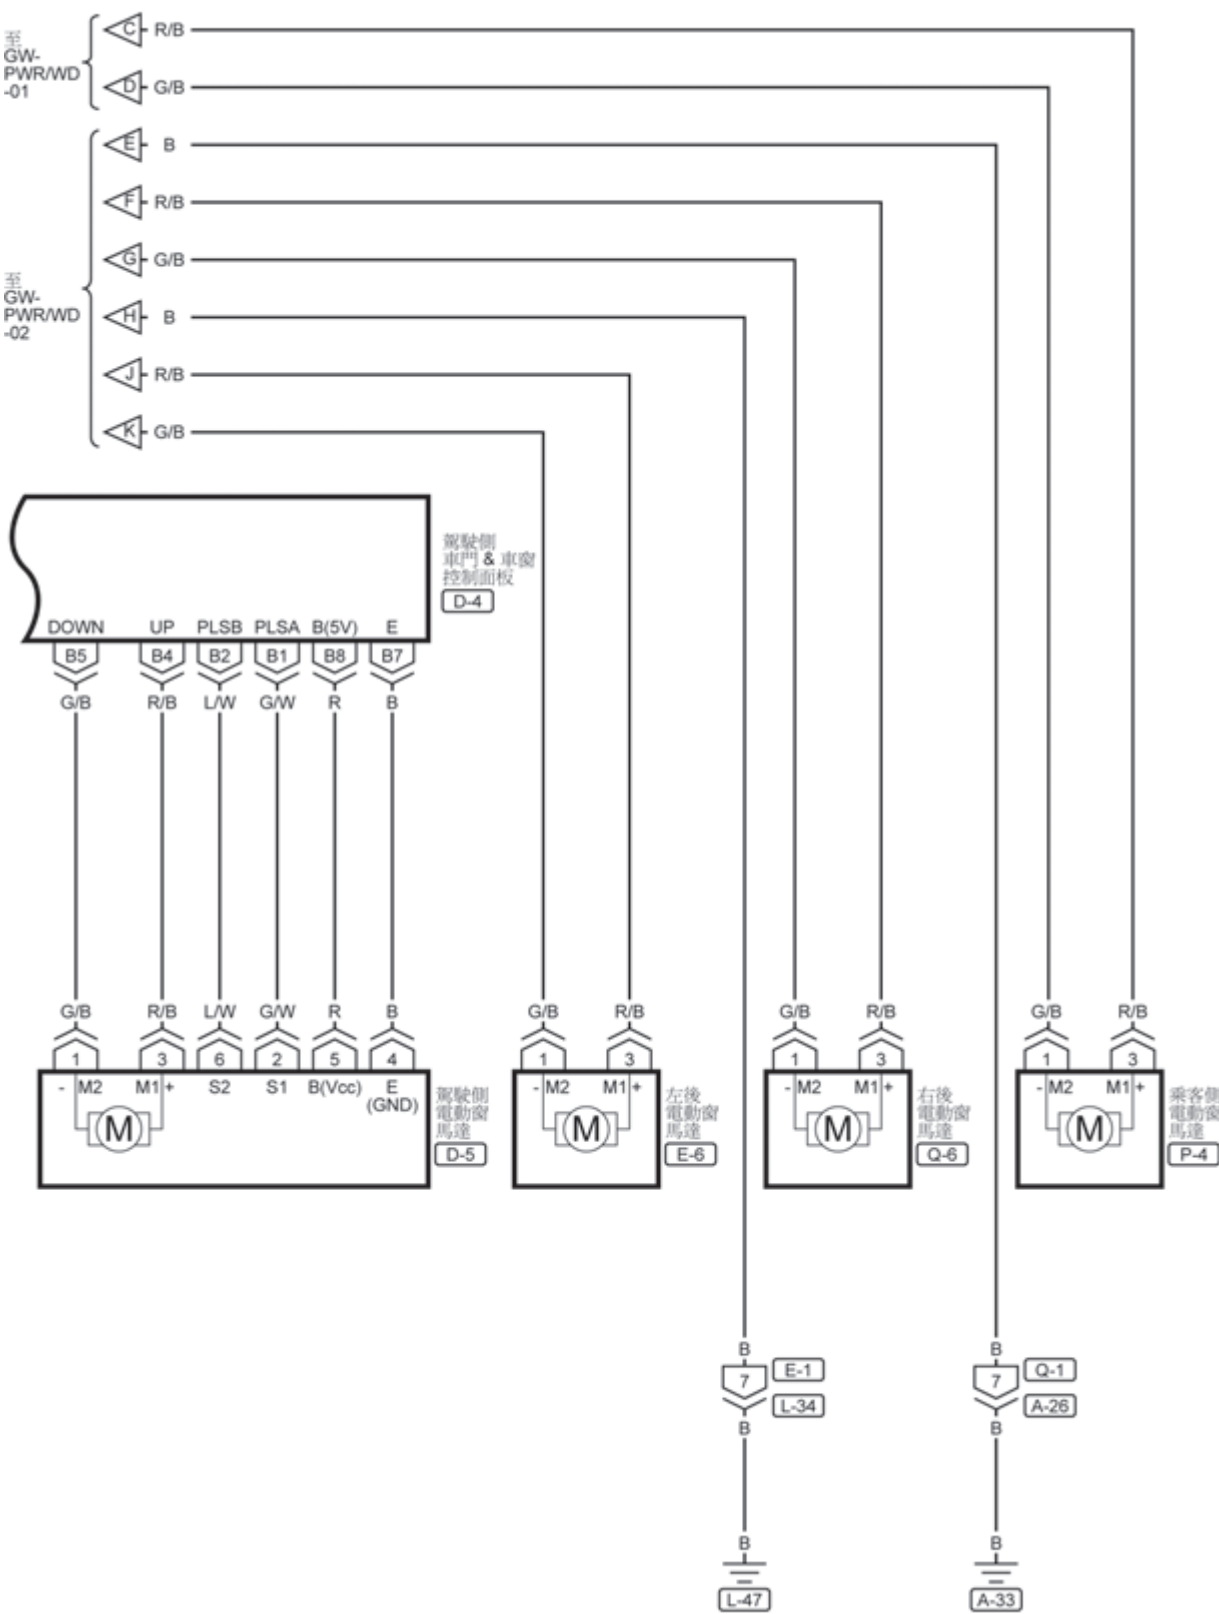 至
GW-
PWR/WD
-01
C R/B
D G/B
至
GW-
PWR/WD
-02
E B
F R/B
G G/B
H B
J R/B
K G/B
駕駛側
車門 & 車窗
控制面板
D-4
DOWN UP PLSB PLSA B(5V) E
B5 B4 B2 B1 B8 B7
G/B R/B L/W G/W R B
G/B R/B L/W G/W R B G/B R/B G/B R/B G/B R/B
1 3 6 2 5 4 1 3 1 3 1 3
- M2 M1 + S2 S1 B(Vcc) E
(GND)
M
駕駛側
電動窗
馬達
D-5
- M2 M1 +
M
左後
電動窗
馬達
E-6
- M2 M1 +
M
右後
電動窗
馬達
Q-6
- M2 M1 +
M
乘客側
電動窗
馬達
P-4
B B
7 E-1 7 Q-1
L-34 A-26
B B
B B
L-47 A-33